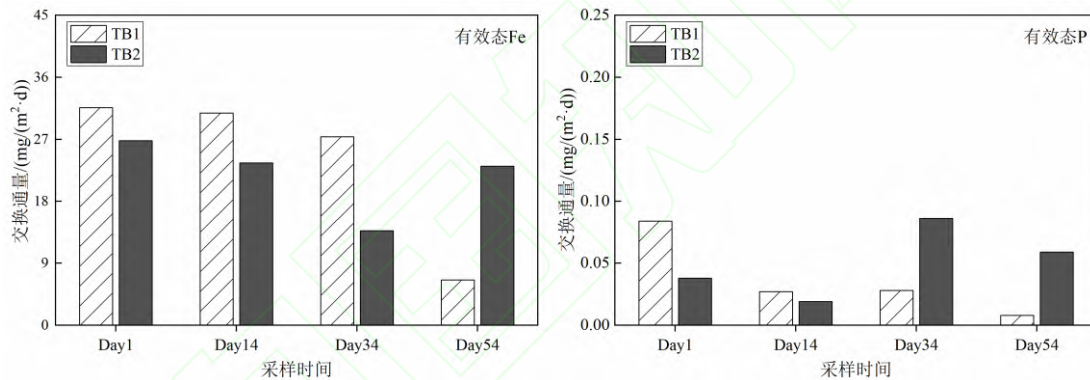 45
36
27
18
9
0
交换通量/(mg/(m²·d))
TB1
TB2
有效态Fe
Day1
Day14
Day34
Day54
采样时间
0.25
0.20
0.15
0.10
0.05
0.00
交换通量/(mg/(m²·d))
TB1
TB2
有效态P
Day1
Day14
Day34
Day54
采样时间